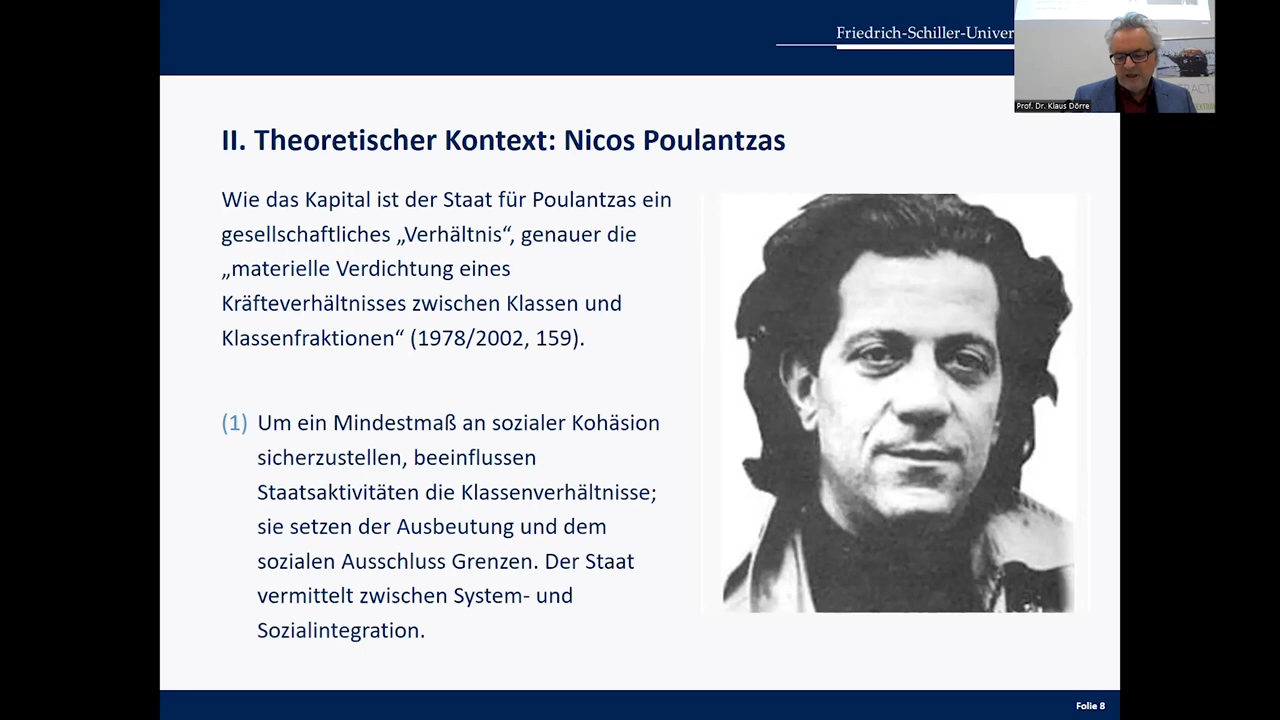 Friedrich-Schiller-Univer
Prof. Dr. Klaus Dörre
II. Theoretischer Kontext: Nicos Poulantzas
Wie das Kapital ist der Staat für Poulantzas ein
gesellschaftliches „Verhältnis“, genauer die
„materielle Verdichtung eines
Kräfteverhältnisses zwischen Klassen und
Klassenfraktionen“ (1978/2002, 159).
(1) Um ein Mindestmaß an sozialer Kohäsion
sicherzustellen, beeinflussen
Staatsaktivitäten die Klassenverhältnisse;
sie setzen der Ausbeutung und dem
sozialen Ausschluss Grenzen. Der Staat
vermittelt zwischen System- und
Sozialintegration.
Folie 8